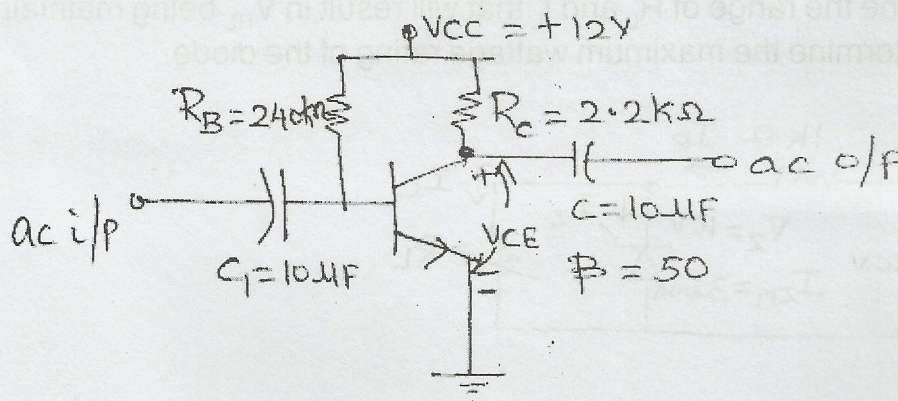 VCC = +12V
RB = 240kΩ
RC = 2.2kΩ
ac o/p
C = 10µF
ac i/p
VCE
C1 = 10µF
β = 50